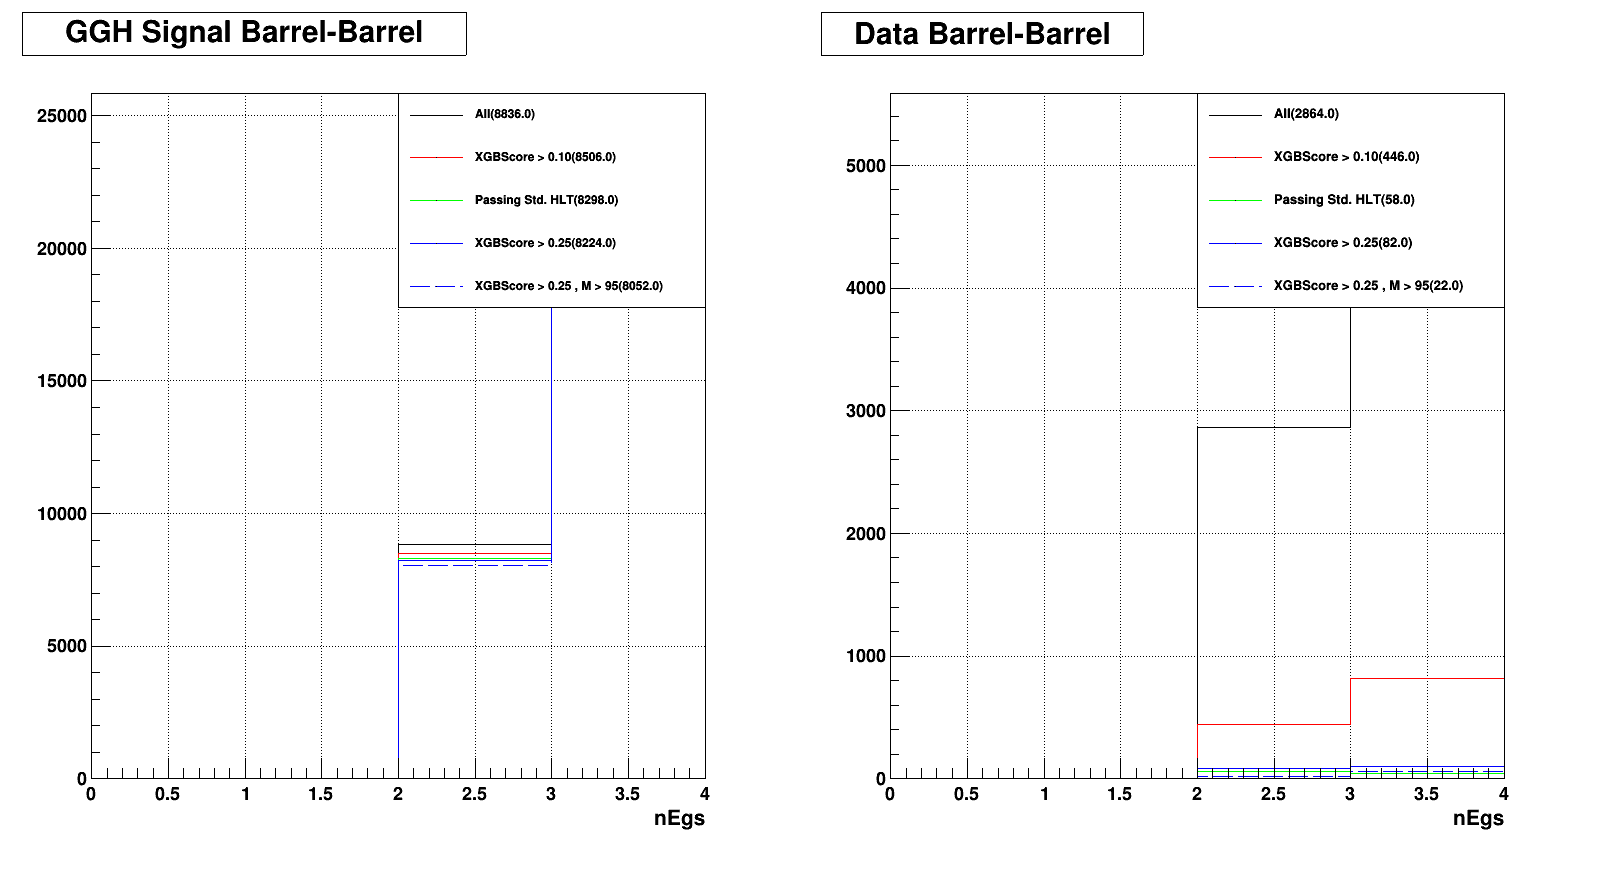 GGH Signal Barrel-Barrel
25000
20000
15000
10000
5000
0
All(8836.0)
XGBScore > 0.10(8506.0)
Passing Std. HLT(8298.0)
XGBScore > 0.25(8224.0)
XGBScore > 0.25 , M > 95(8052.0)
0 0.5 1 1.5 2 2.5 3 3.5 4
nEgs
Data Barrel-Barrel
5000
4000
3000
2000
1000
0
All(2864.0)
XGBScore > 0.10(446.0)
Passing Std. HLT(58.0)
XGBScore > 0.25(82.0)
XGBScore > 0.25 , M > 95(22.0)
0 0.5 1 1.5 2 2.5 3 3.5 4
nEgs